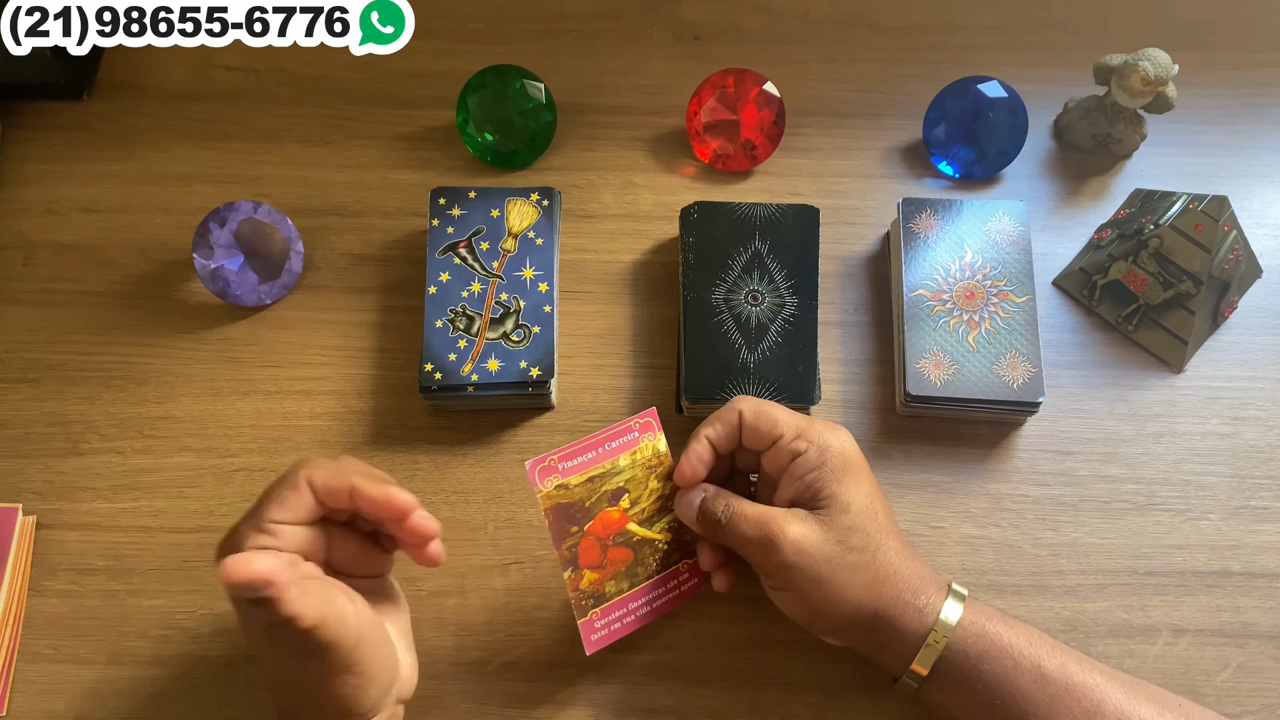 (21)98655-6776
Finanças e Carreira
Questões financeiras são um
fator em sua vida amorosa agora